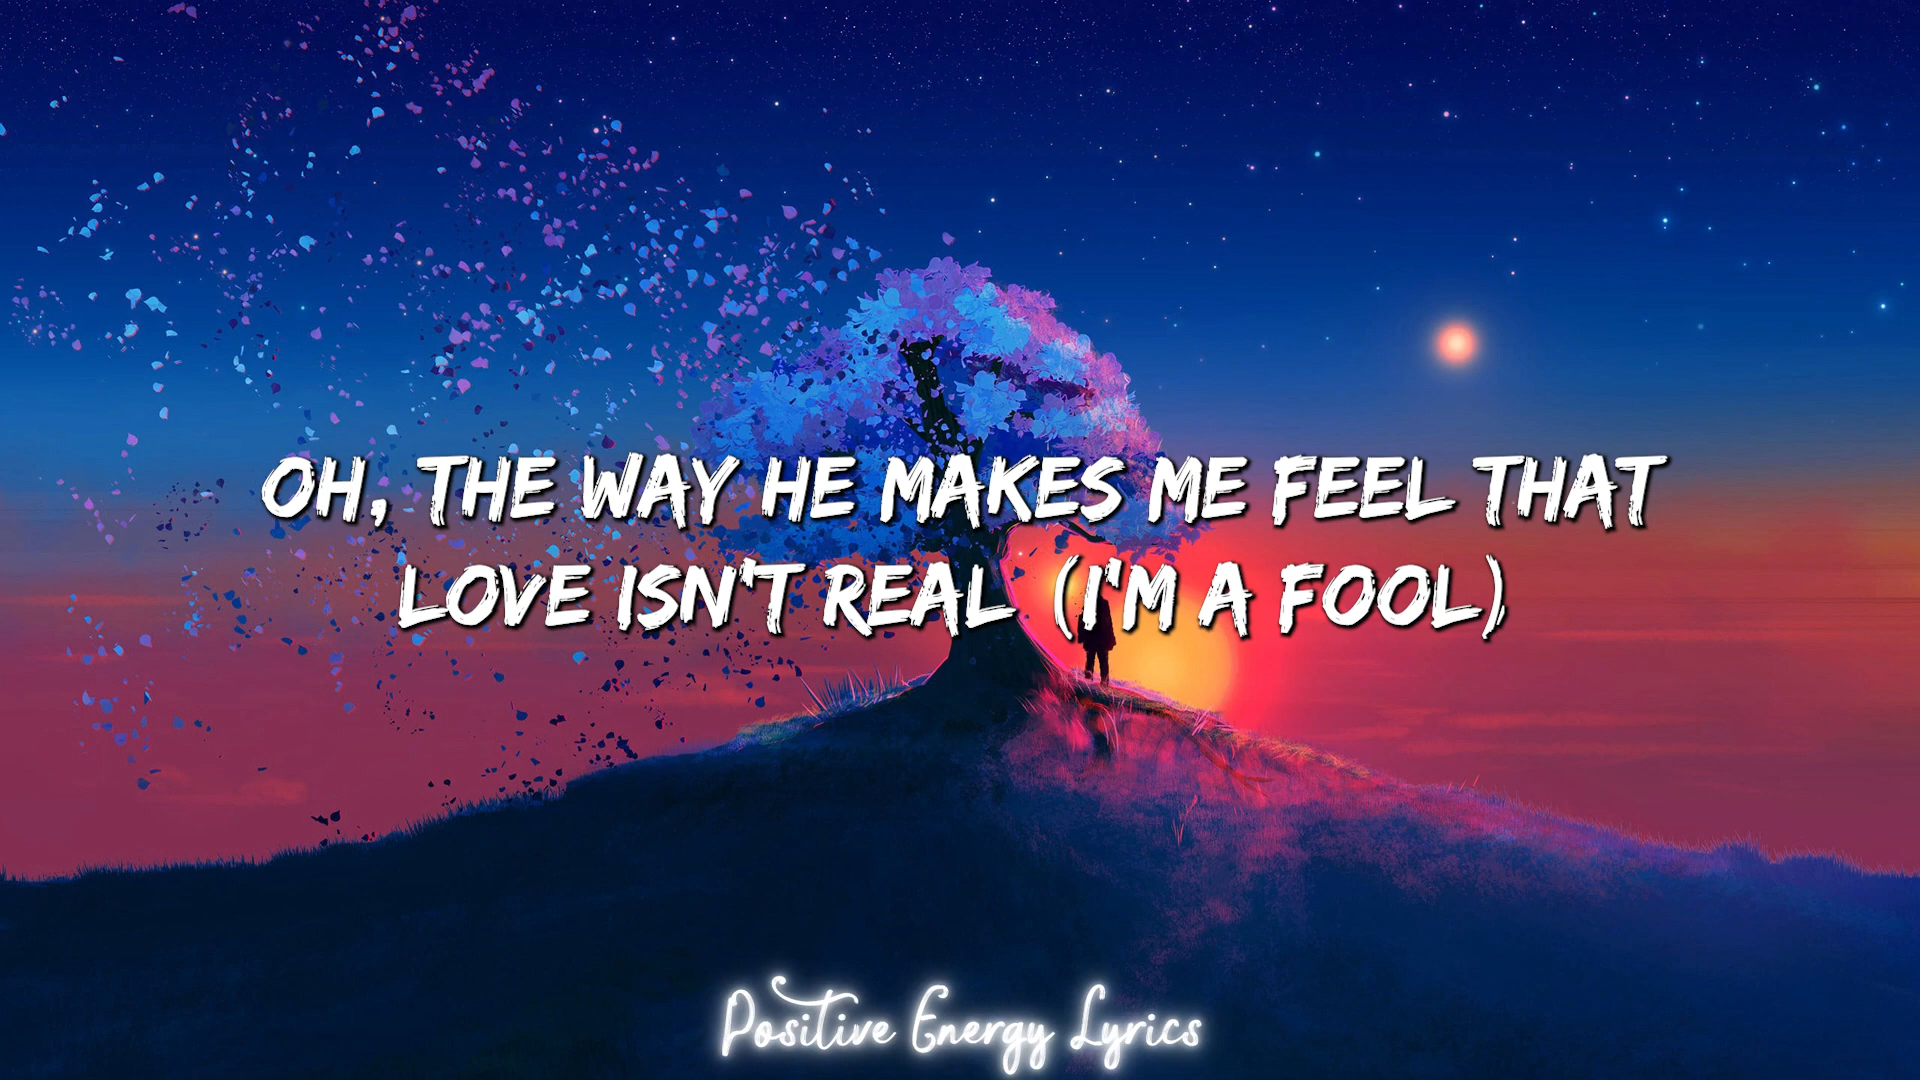 OH, THE WAY HE MAKES ME FEEL THAT
LOVE ISN'T REAL (I'M A FOOL)
Positive Energy Lyrics